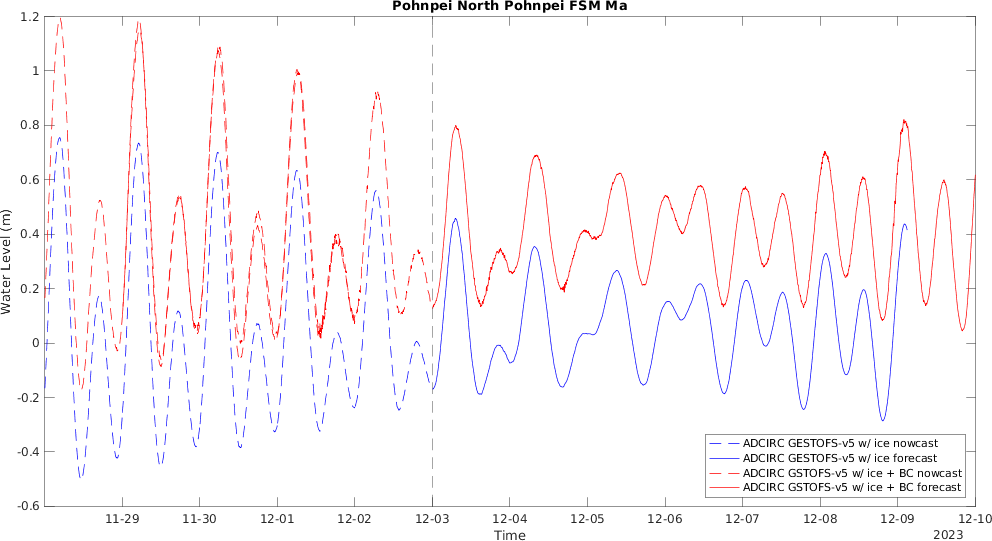 Pohnpei North Pohnpei FSM Ma
1.2
1
0.8
0.6
0.4
0.2
0
-0.2
-0.4
-0.6
Water Level (m)
11-29 11-30 12-01 12-02 12-03 12-04 12-05 12-06 12-07 12-08 12-09 12-10
Time
2023
ADCIRC GESTOFS-v5 w/ ice nowcast
ADCIRC GESTOFS-v5 w/ ice forecast
ADCIRC GSTOFS-v5 w/ ice + BC nowcast
ADCIRC GSTOFS-v5 w/ ice + BC forecast